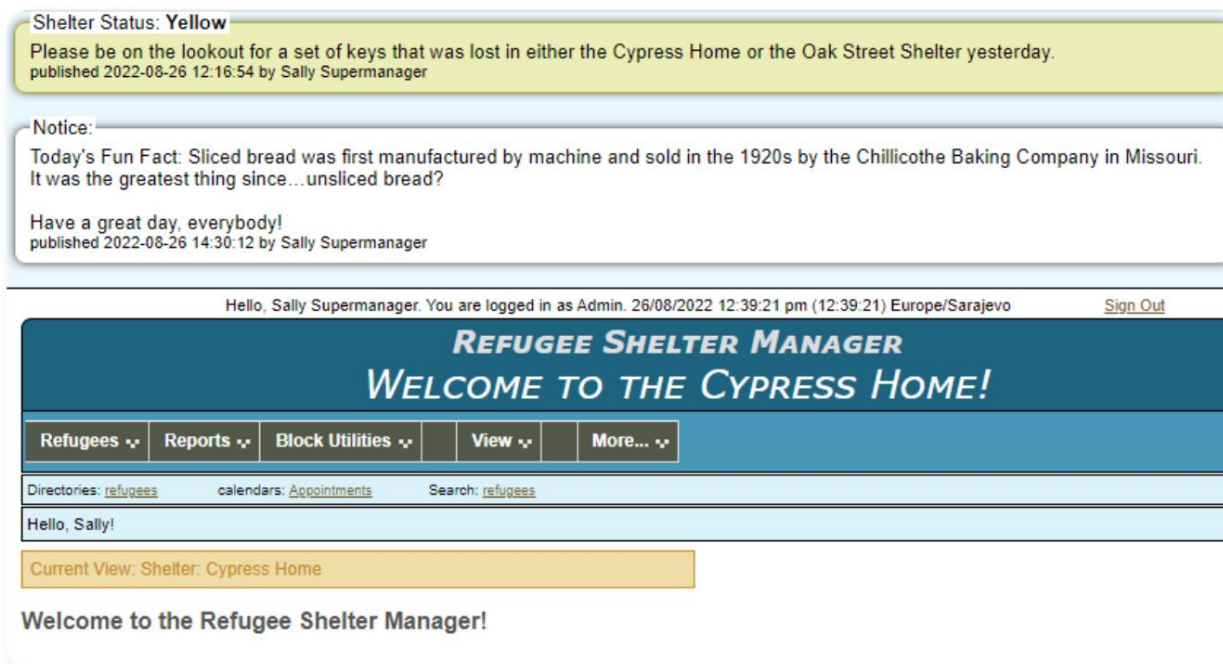 Shelter Status: Yellow
Please be on the lookout for a set of keys that was lost in either the Cypress Home or the Oak Street Shelter yesterday.
published 2022-08-26 12:16:54 by Sally Supermanager
Notice:
Today's Fun Fact: Sliced bread was first manufactured by machine and sold in the 1920s by the Chillicothe Baking Company in Missouri.
It was the greatest thing since...unsliced bread?
Have a great day, everybody!
published 2022-08-26 14:30:12 by Sally Supermanager
Hello, Sally Supermanager. You are logged in as Admin. 26/08/2022 12:39:21 pm (12:39:21) Europe/Sarajevo Sign Out
REFUGEE SHELTER MANAGER
WELCOME TO THE CYPRESS HOME!
Refugees Reports Block Utilities View More...
Directories: refugees calendars: Appointments Search: refugees
Hello, Sally!
Current View: Shelter: Cypress Home
Welcome to the Refugee Shelter Manager!